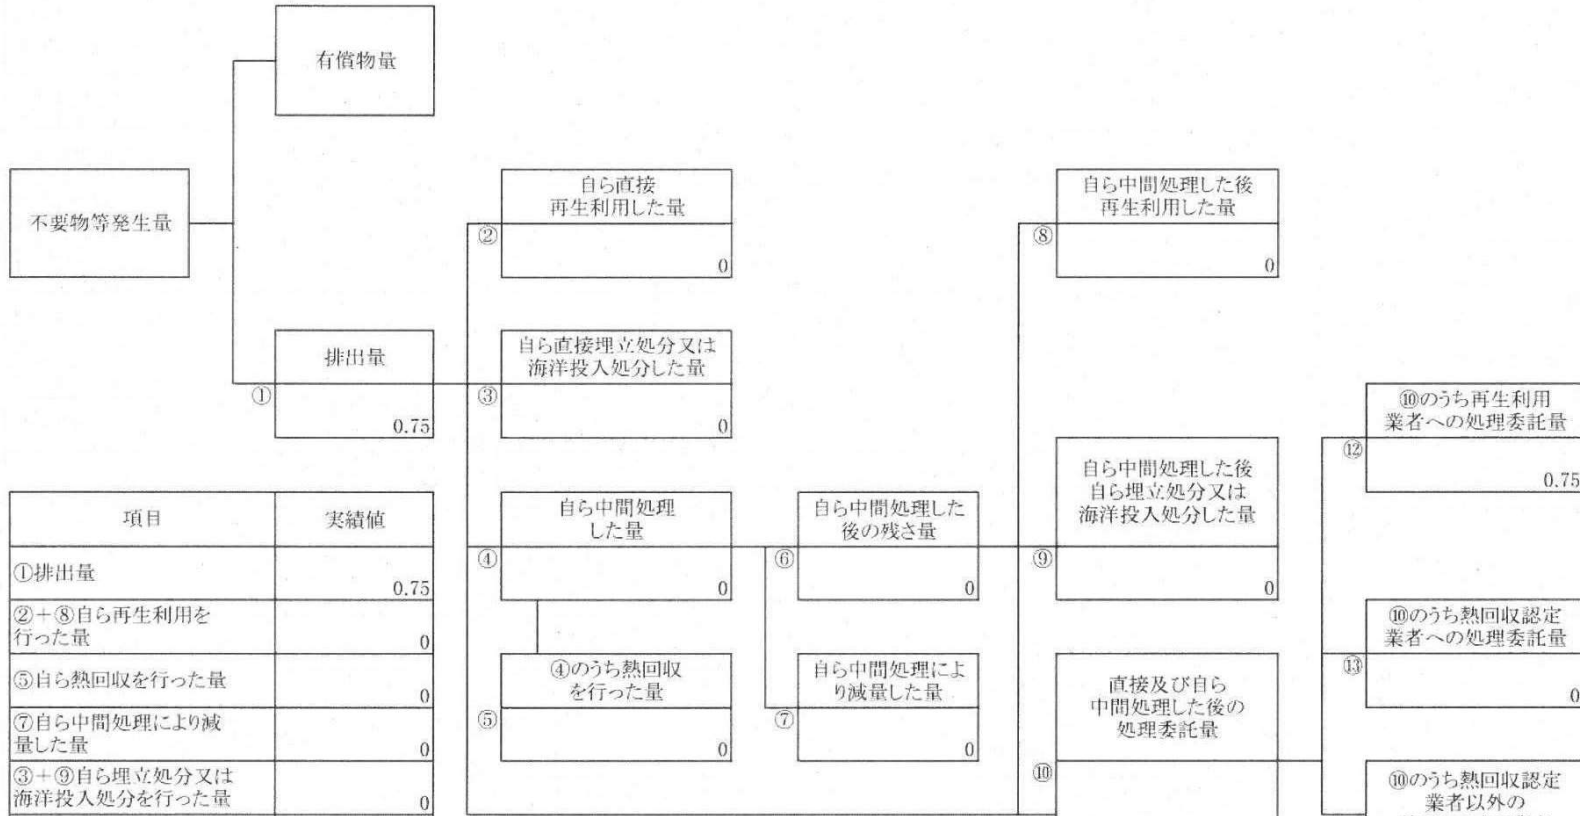 有償物量
不要物等発生量
自ら直接
再生利用した量
②
0
自ら中間処理した後
再生利用した量
⑧
0
排出量
①
0.75
自ら直接埋立処分又は
海洋投入処分した量
③
0
⑩のうち再生利用
業者への処理委託量
⑫
0.75
自ら中間処理
した量
④
0
自ら中間処理した
後の残さ量
⑥
0
自ら中間処理した後
自ら埋立処分又は
海洋投入処分した量
⑨
0
⑩のうち熱回収認定
業者への処理委託量
⑬
0
④のうち熱回収
を行った量
⑤
0
自ら中間処理によ
り減量した量
⑦
0
直接及び自ら
中間処理した後の
処理委託量
⑩
⑩のうち熱回収認定
業者以外の
項目 実績値
①排出量 0.75
②+⑧自ら再生利用を
行った量 0
⑤自ら熱回収を行った量 0
⑦自ら中間処理により減
量した量 0
③+⑨自ら埋立処分又は
海洋投入処分を行った量 0